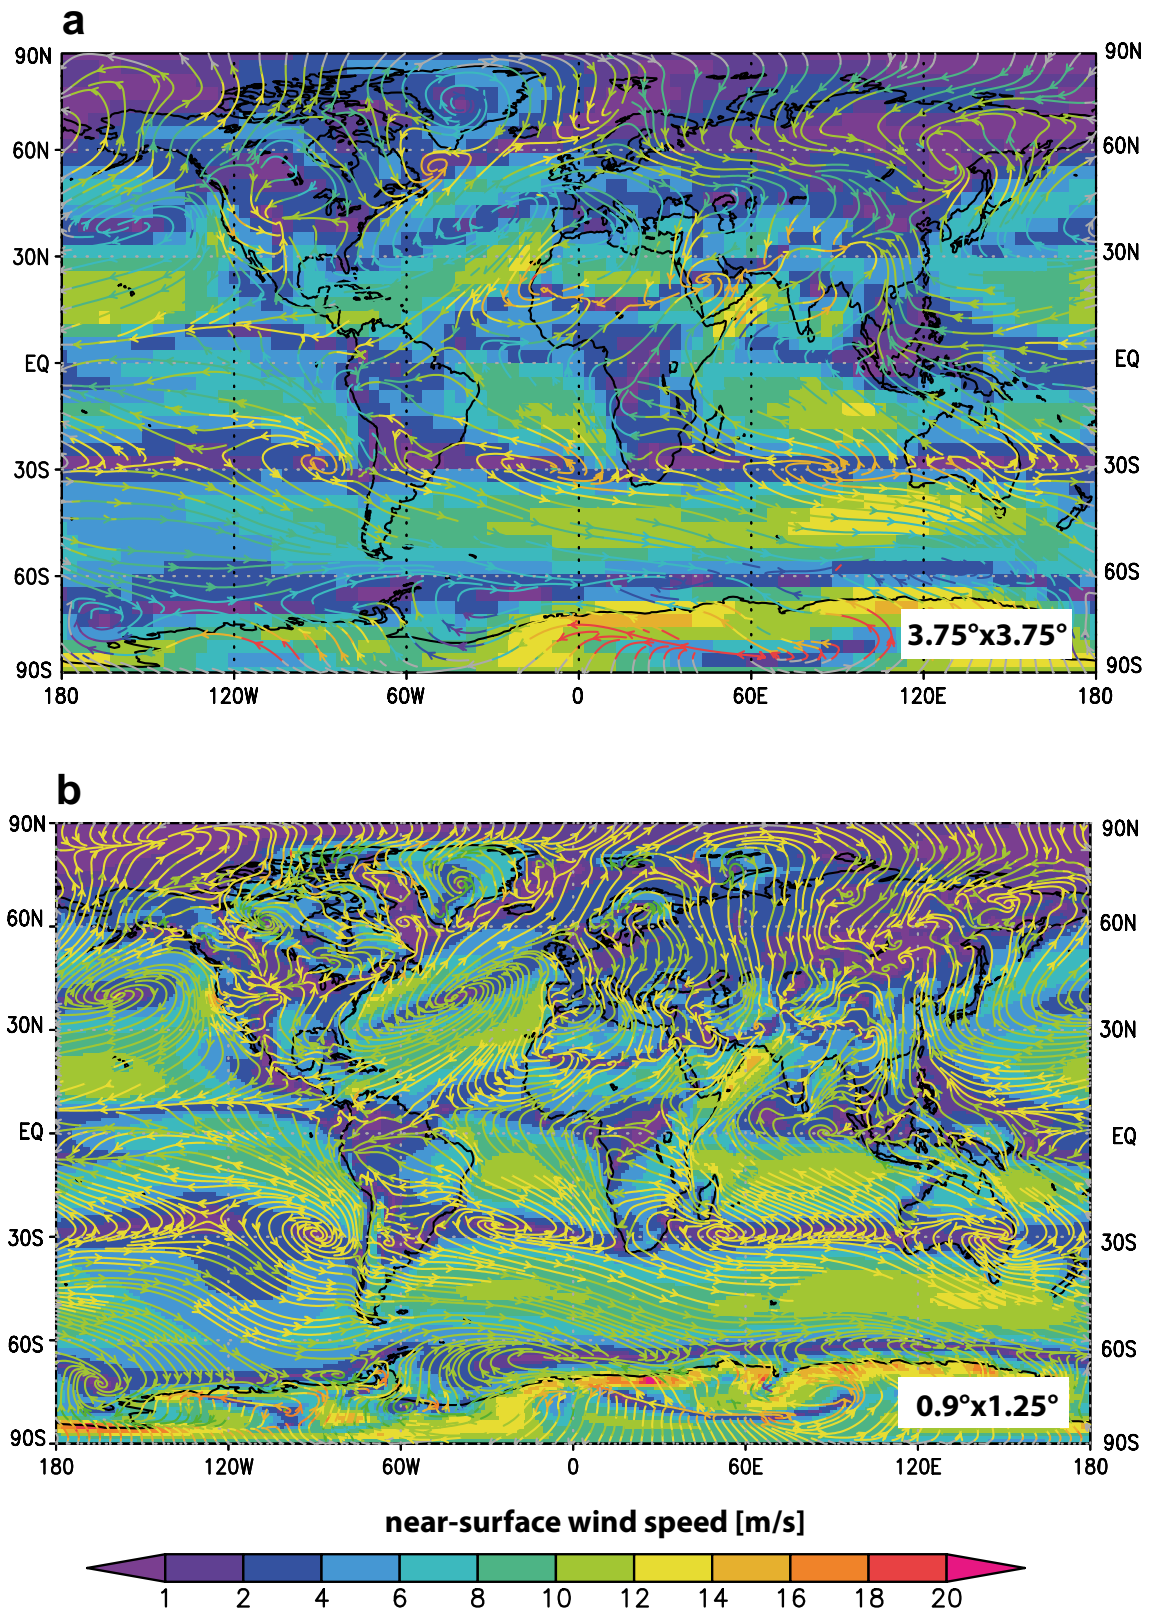 a
90N 90N
60N 60N
30N 30N
EQ EQ
30S 30S
60S 60S
3.75°x3.75°
90S 90S
180 120W 60W 0 60E 120E 180
b
90N 90N
60N 60N
30N 30N
EQ EQ
30S 30S
60S 60S
0.9°x1.25°
90S 90S
180 120W 60W 0 60E 120E 180
near-surface wind speed [m/s]
1 2 4 6 8 10 12 14 16 18 20